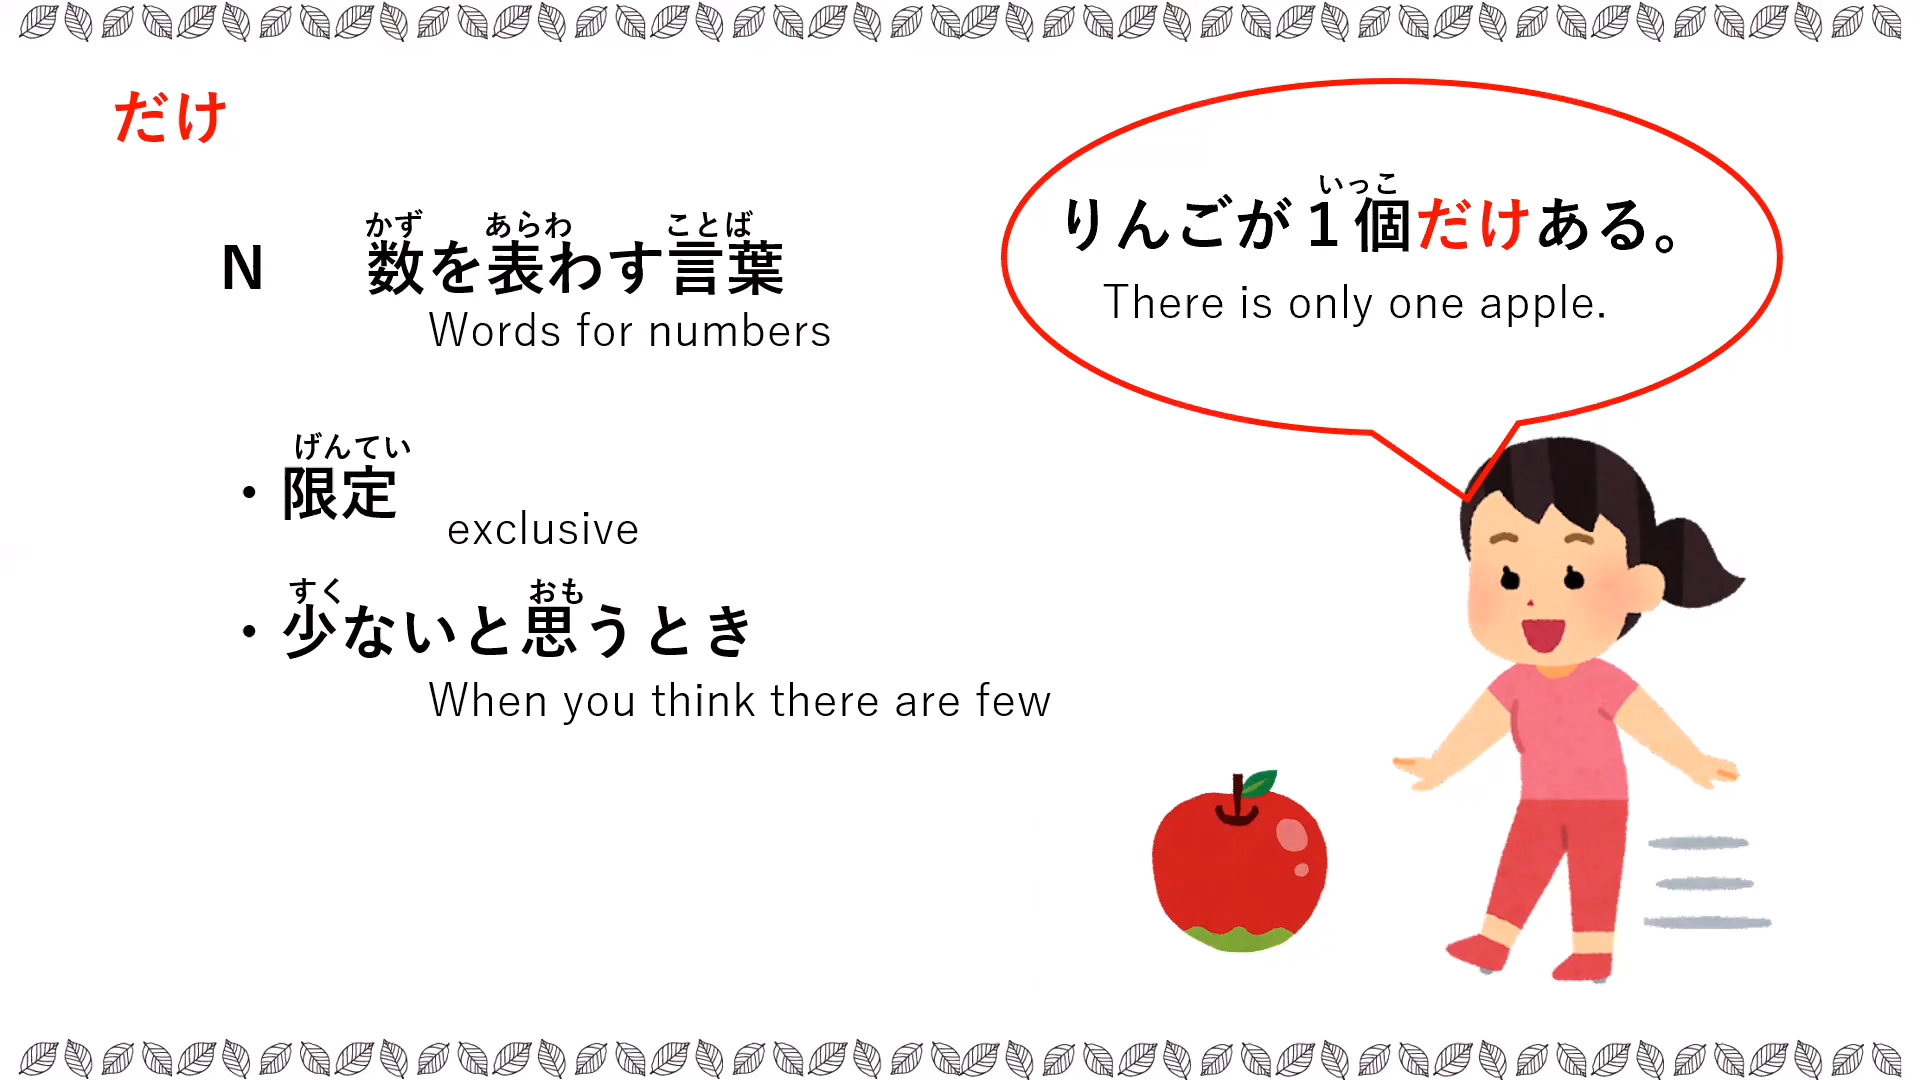 だけ
かず あらわ ことば
N 数を表わす言葉
Words for numbers
げんてい
・限定
exclusive
すく おも
・少ないと思うとき
When you think there are few
いっこ
りんごが１個だけある。
There is only one apple.